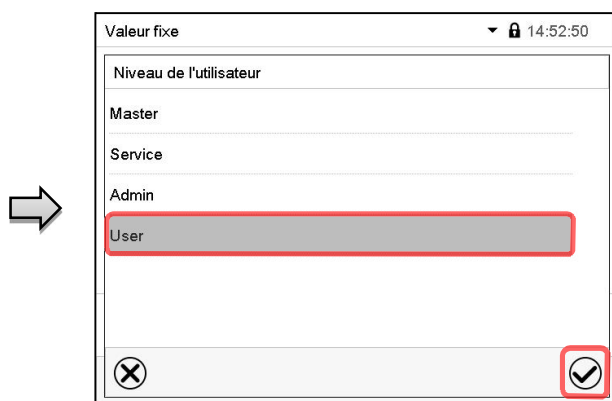 Valeur fixe 14:52:50
Niveau de l'utilisateur
Master
Service
Admin
User